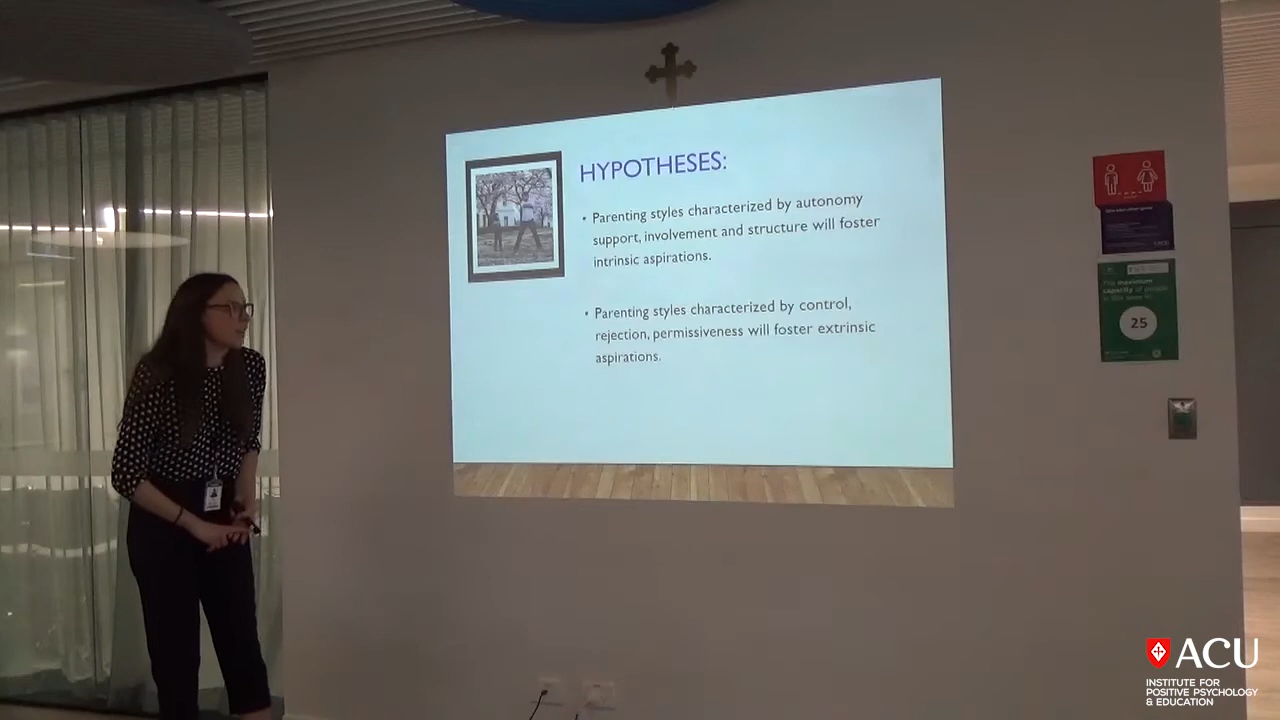 HYPOTHESES:
• Parenting styles characterized by autonomy
support, involvement and structure will foster
intrinsic aspirations.
• Parenting styles characterized by control,
rejection, permissiveness will foster extrinsic
aspirations.
The maximum
capacity of people
25
ACU
INSTITUTE FOR
POSITIVE PSYCHOLOGY
& EDUCATION